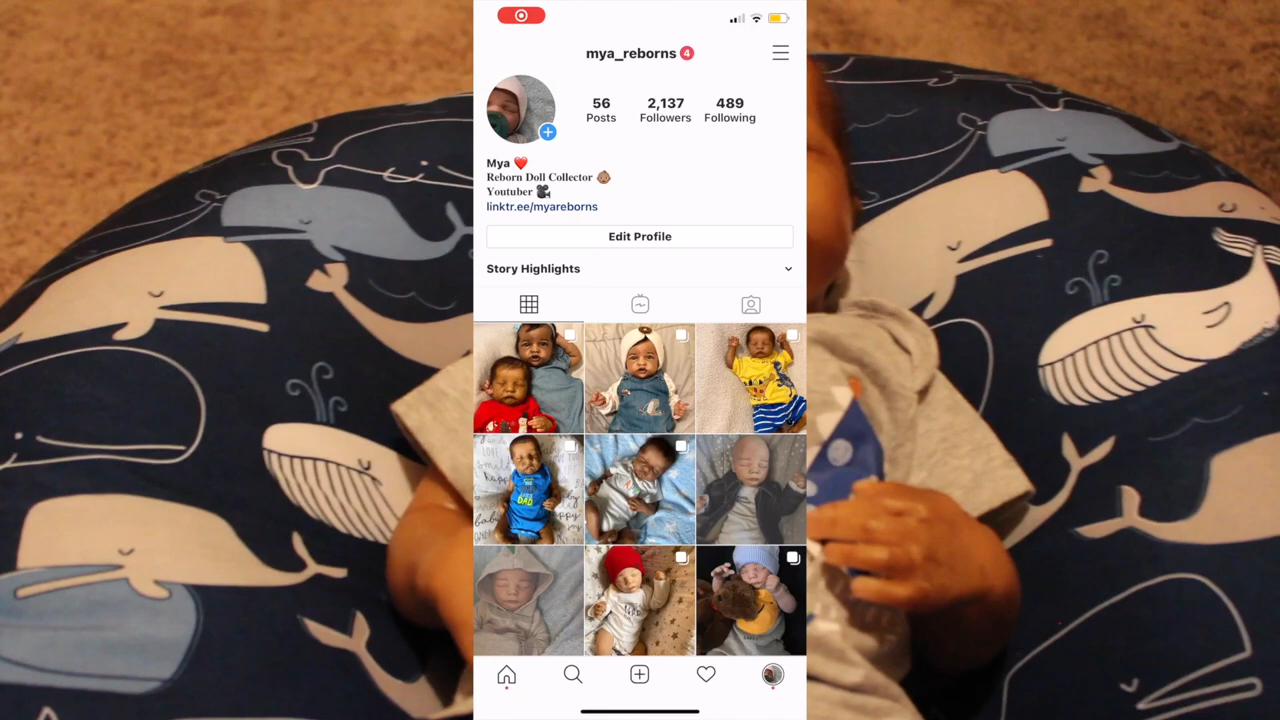 mya_reborns 4
56 2,137 489
Posts Followers Following
Mya ❤️
Reborn Doll Collector 👶🏽
Youtuber 🎥
linktr.ee/myareborns
Edit Profile
Story Highlights
DAD